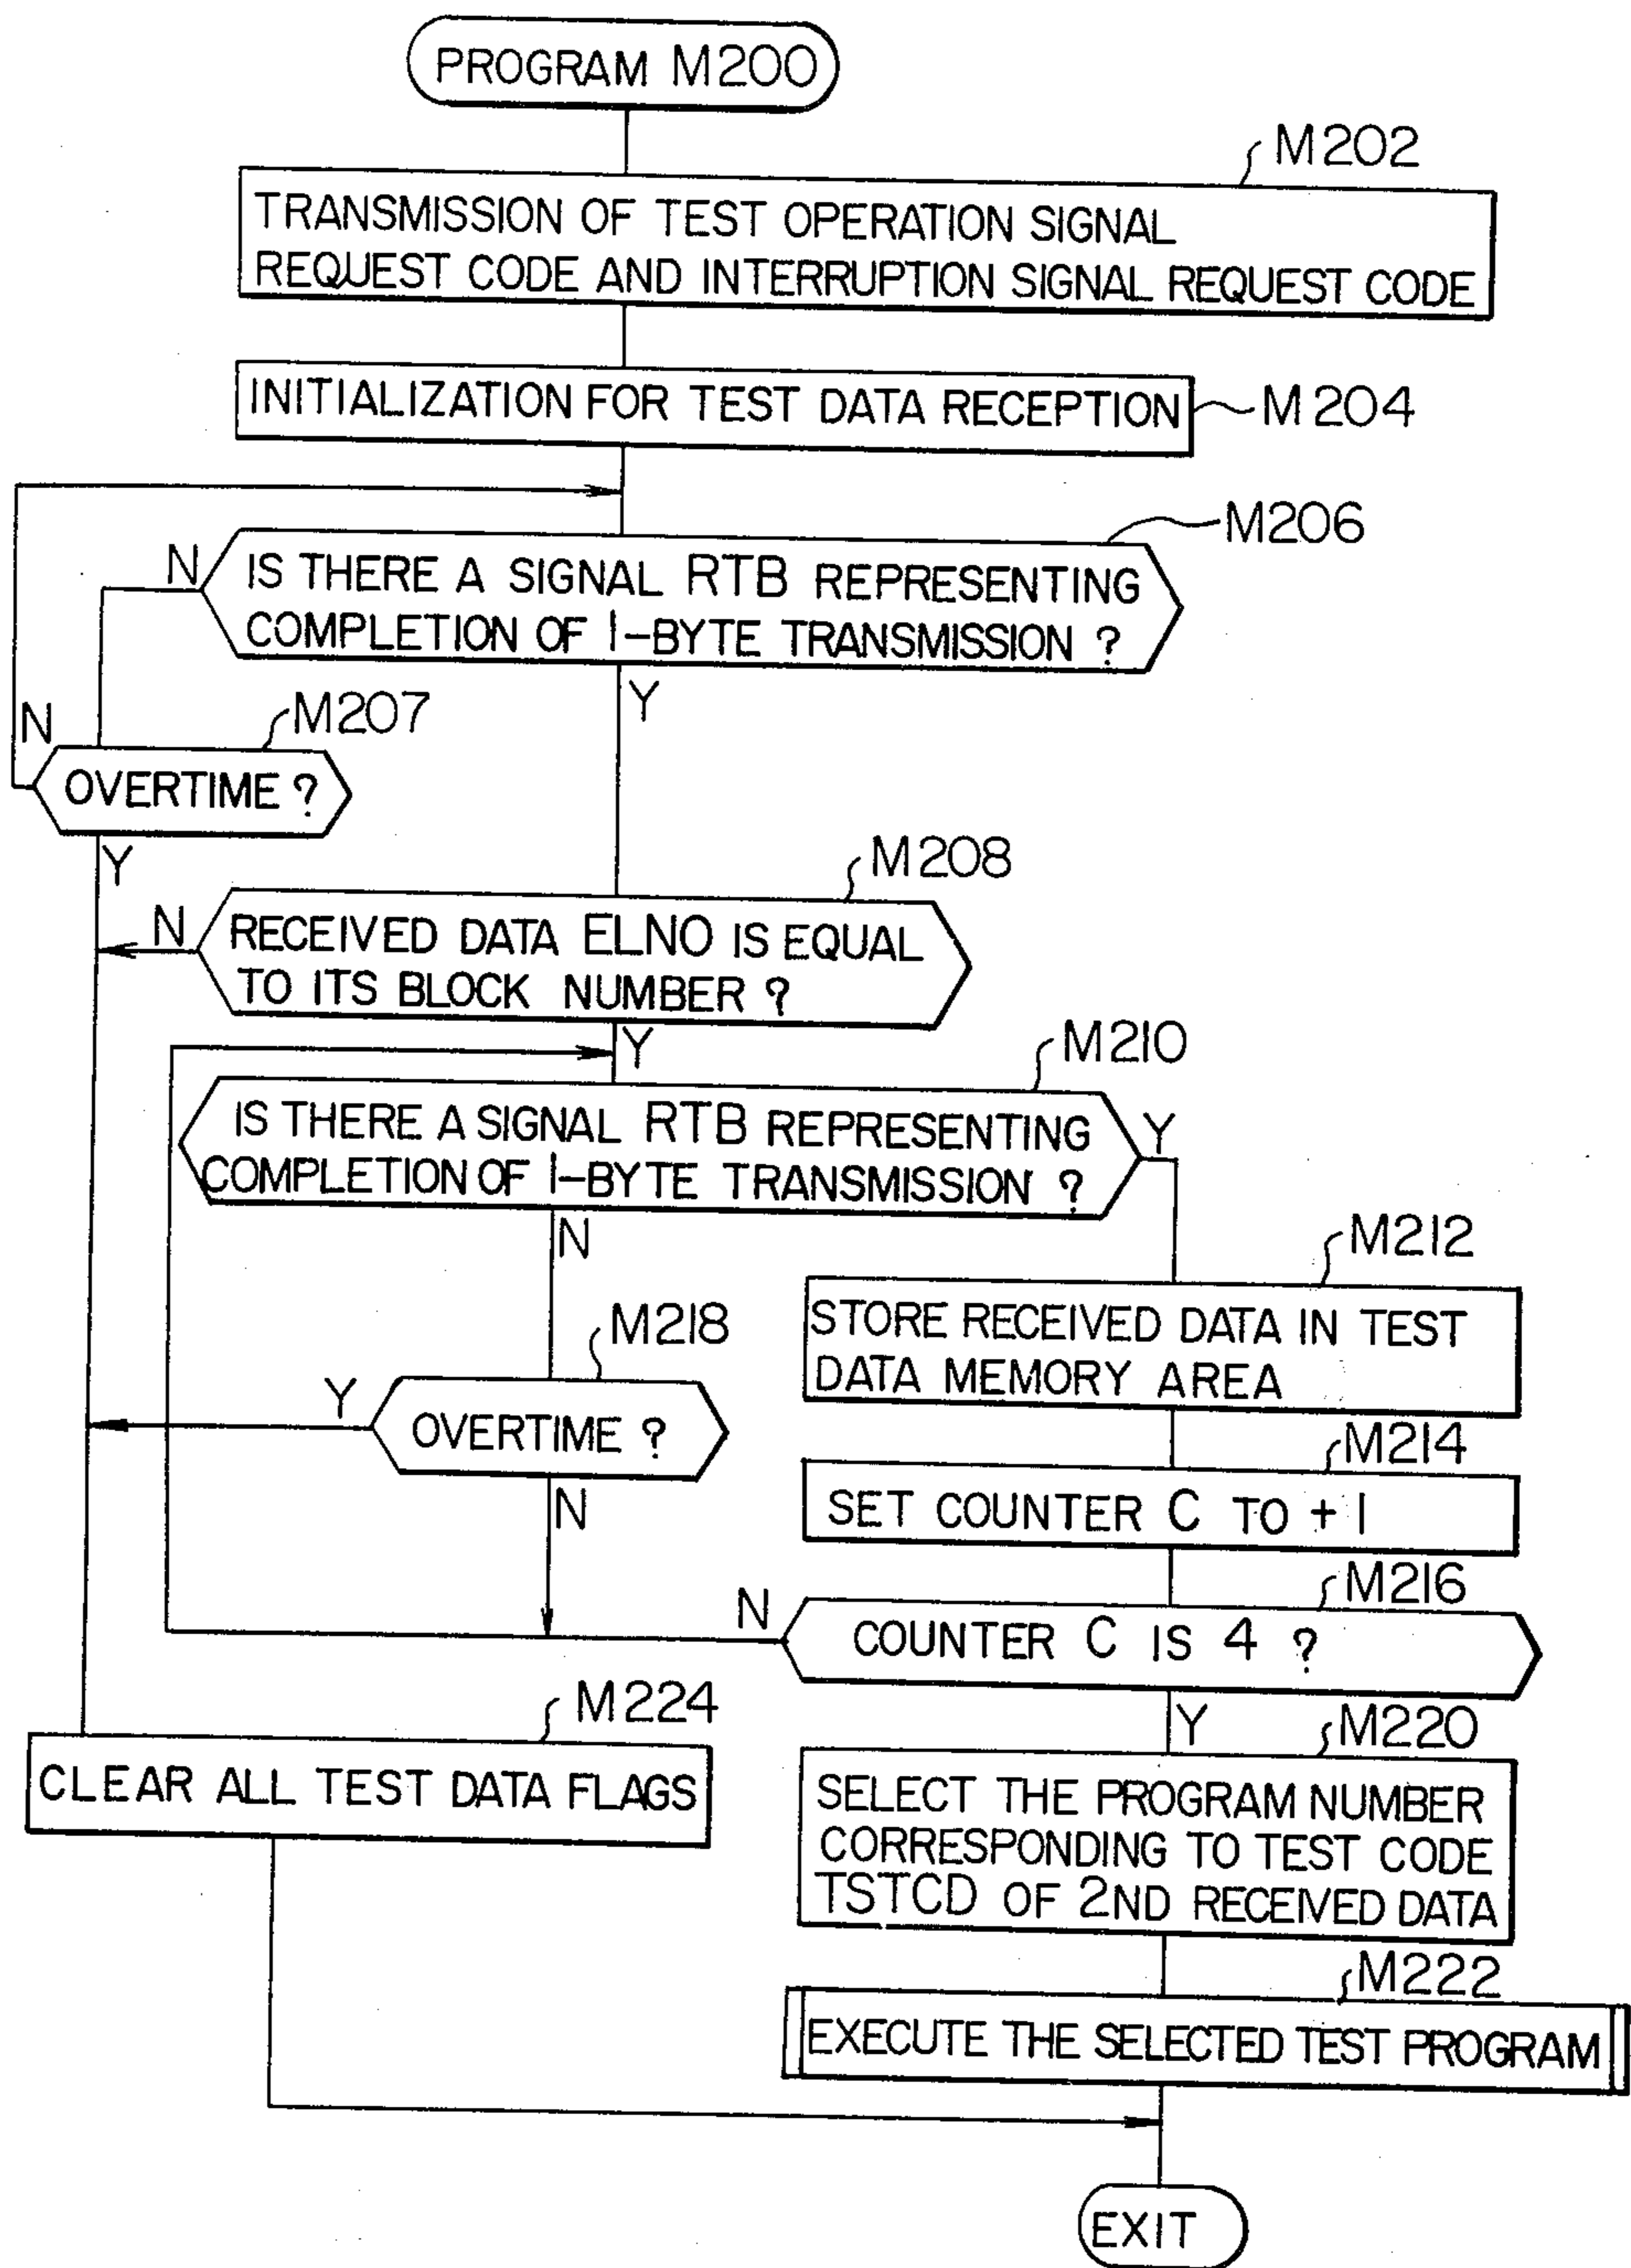 PROGRAM M200
M202
TRANSMISSION OF TEST OPERATION SIGNAL
REQUEST CODE AND INTERRUPTION SIGNAL REQUEST CODE
INITIALIZATION FOR TEST DATA RECEPTION
M204
M206
N
IS THERE A SIGNAL RTB REPRESENTING
COMPLETION OF 1-BYTE TRANSMISSION ?
Y
N
M207
OVERTIME ?
Y
M208
N
RECEIVED DATA ELNO IS EQUAL
TO ITS BLOCK NUMBER ?
Y
M210
IS THERE A SIGNAL RTB REPRESENTING
COMPLETION OF 1-BYTE TRANSMISSION ?
Y
N
M212
STORE RECEIVED DATA IN TEST
DATA MEMORY AREA
M218
Y
OVERTIME ?
N
M214
SET COUNTER C TO +1
M216
N
COUNTER C IS 4 ?
Y
M224
CLEAR ALL TEST DATA FLAGS
M220
SELECT THE PROGRAM NUMBER
CORRESPONDING TO TEST CODE
TSTCD OF 2ND RECEIVED DATA
M222
EXECUTE THE SELECTED TEST PROGRAM
EXIT